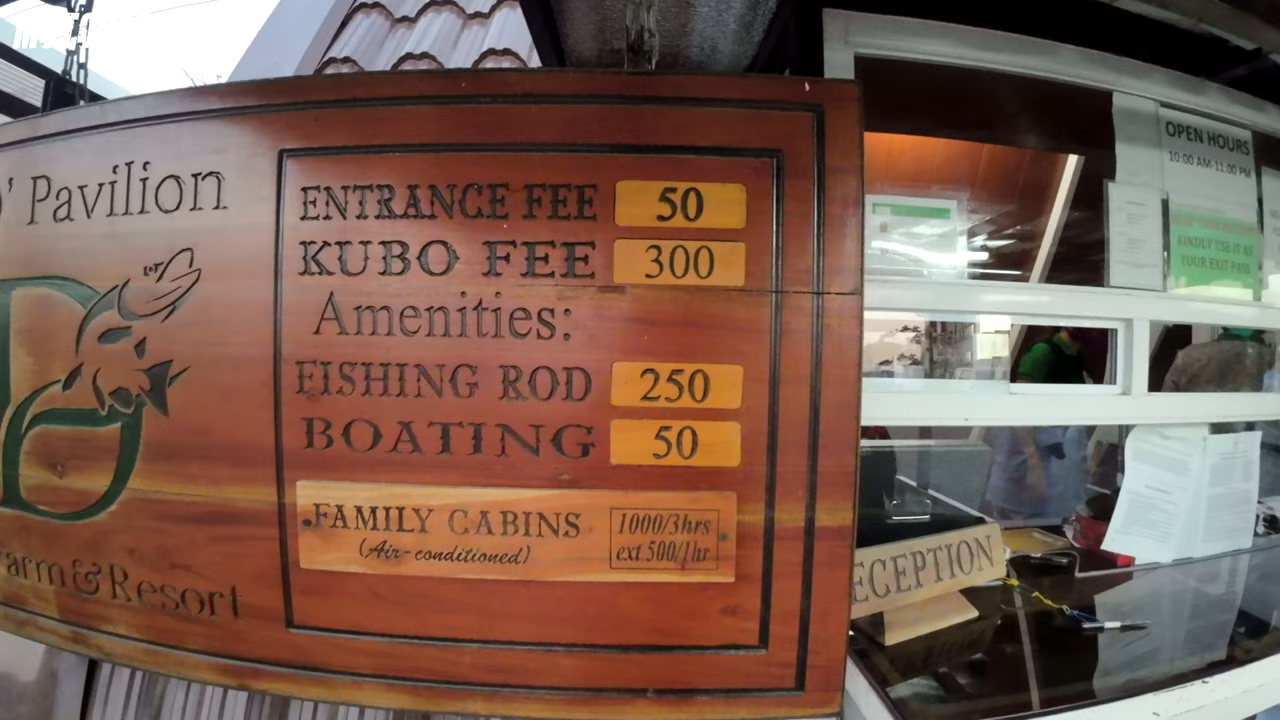 Pavilion
Farm & Resort
ENTRANCE FEE 50
KUBO FEE 300
Amenities:
FISHING ROD 250
BOATING 50
.FAMILY CABINS 1000/3hrs
(Air-conditioned) ext 500/1hr
OPEN HOURS
10:00 AM-11:00 PM
KINDLY USE IT AS
YOUR EXIT PASS
RECEPTION